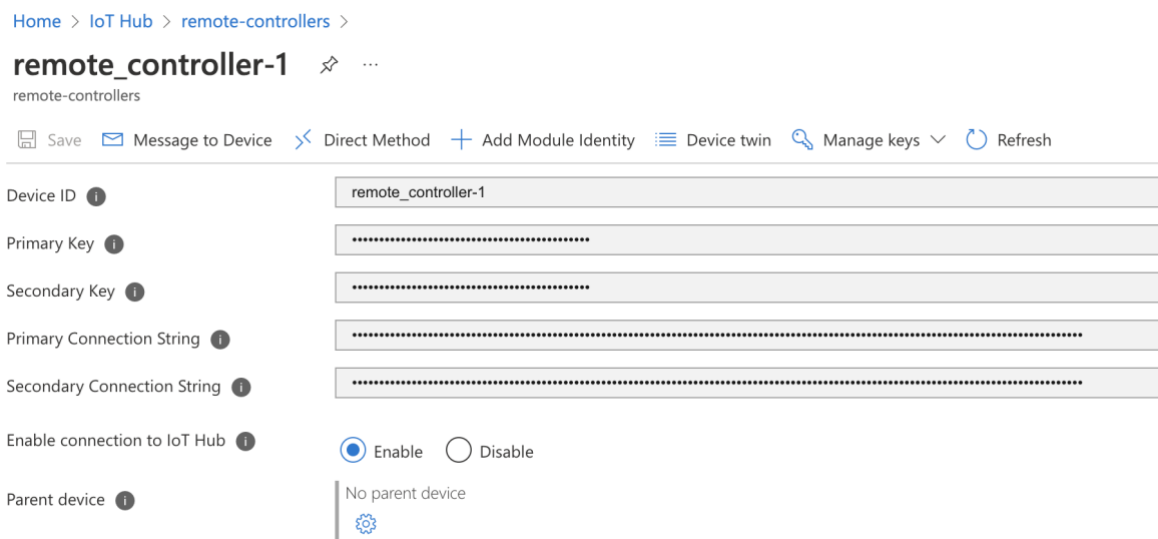 Home > IoT Hub > remote-controllers >
remote_controller-1 ...
remote-controllers
Save Message to Device Direct Method Add Module Identity Device twin Manage keys Refresh
Device ID remote_controller-1
Primary Key
Secondary Key
Primary Connection String
Secondary Connection String
Enable connection to IoT Hub Enable Disable
Parent device No parent device